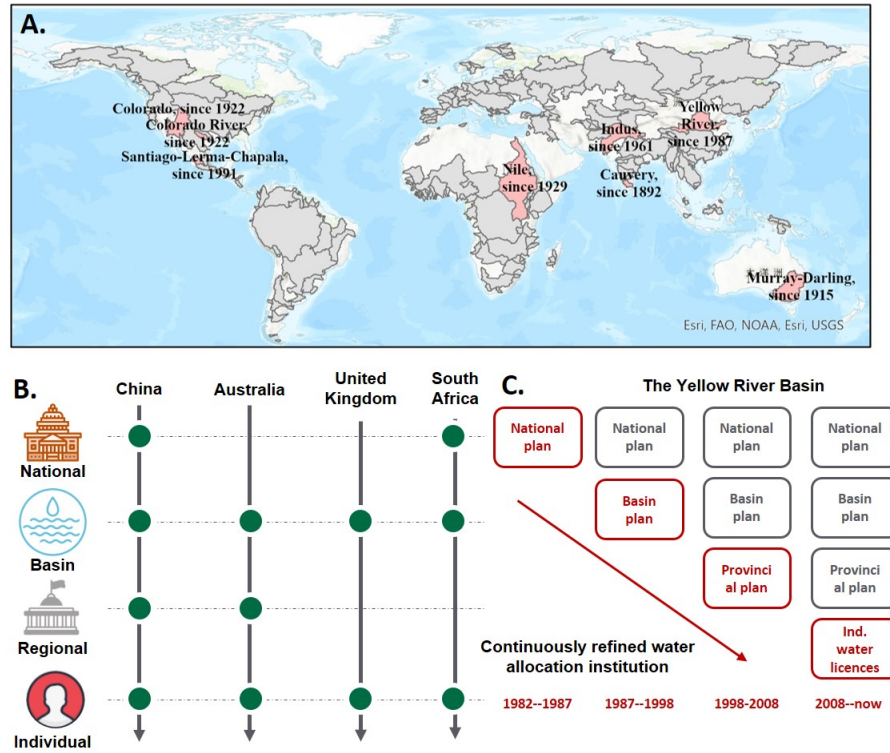 A.
Colorado, since 1922
Colorado River,
since 1922
Santiago-Lerma-Chapala,
since 1991
Nile,
since 1929
Indus,
since 1961
Cauvery,
since 1892
Yellow
River,
since 1987
Murray-Darling,
since 1915
Esri, FAO, NOAA, Esri, USGS
B.
China
Australia
United
Kingdom
South
Africa
National
Basin
Regional
Individual
C.
The Yellow River Basin
National
plan
National
plan
National
plan
National
plan
Basin
plan
Basin
plan
Basin
plan
Provinci
al plan
Provinci
al plan
Ind.
water
licences
Continuously refined water
allocation institution
1982--1987
1987--1998
1998-2008
2008--now